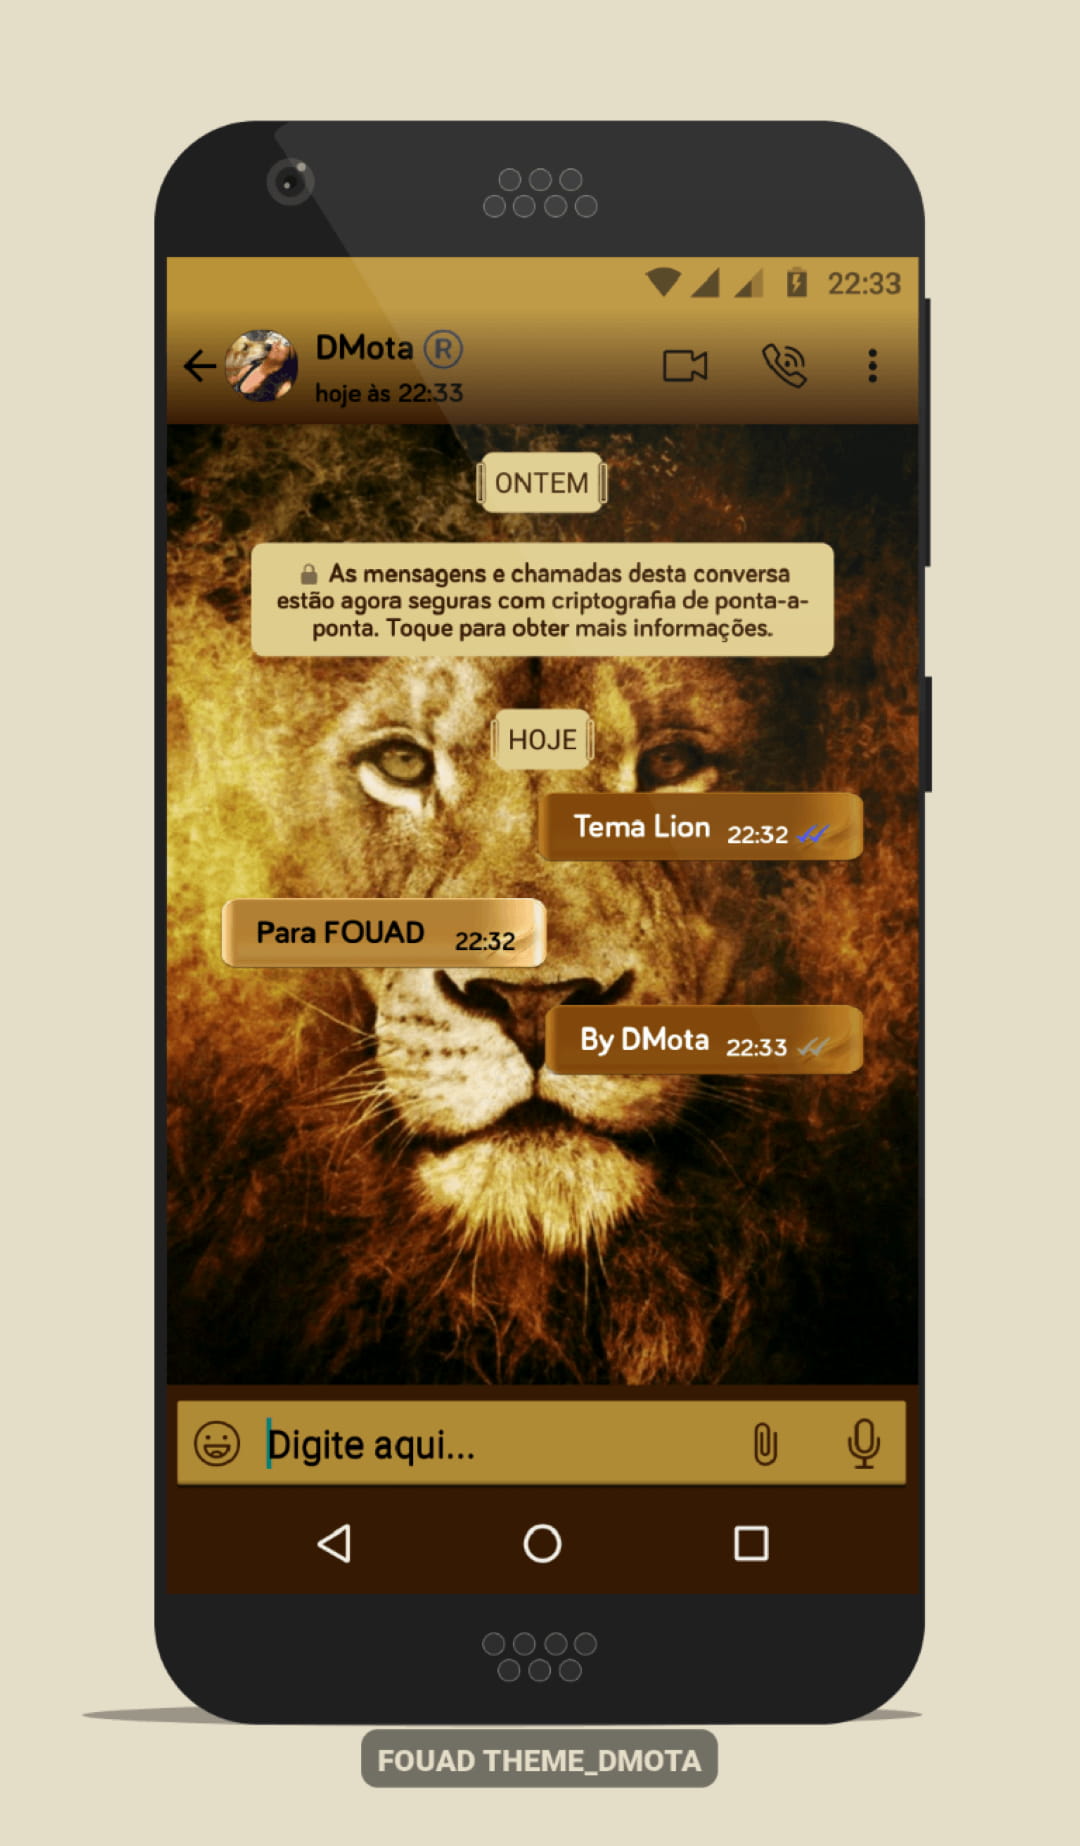 22:33
DMota ®
hoje às 22:33
ONTEM
As mensagens e chamadas desta conversa
estão agora seguras com criptografia de ponta-a-
ponta. Toque para obter mais informações.
HOJE
Tema Lion 22:32
Para FOUAD 22:32
By DMota 22:33
Digite aqui...
FOUAD THEME_DMOTA